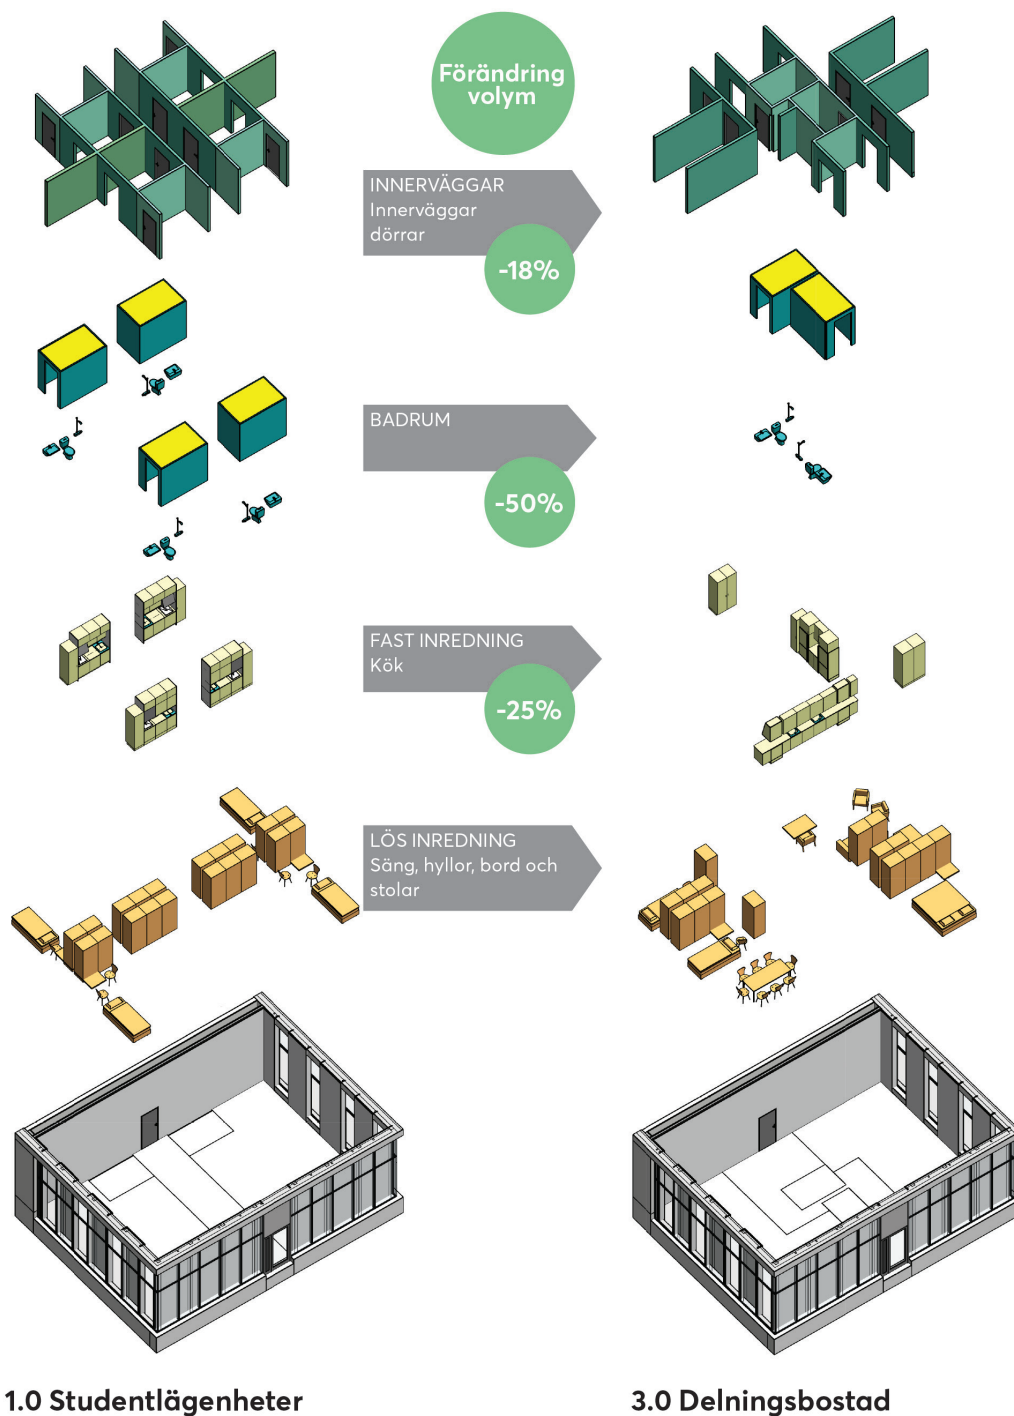 Förändring
volym
INNERVÄGGAR
Innerväggar
dörrar
-18%
BADRUM
-50%
FAST INREDNING
Kök
-25%
LÖS INREDNING
Säng, hyllor, bord och
stolar
1.0 Studentlägenheter
3.0 Delningsbostad